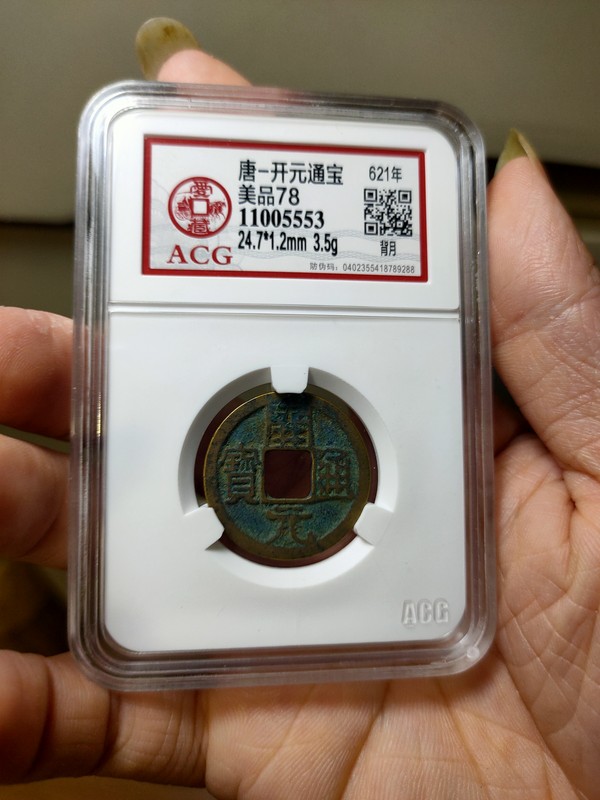 唐-开元通宝 621年
美品78
11005553
24.7*1.2mm 3.5g 背月
ACG
防伪码: 0402355418789288
開
寶 通
元
ACG